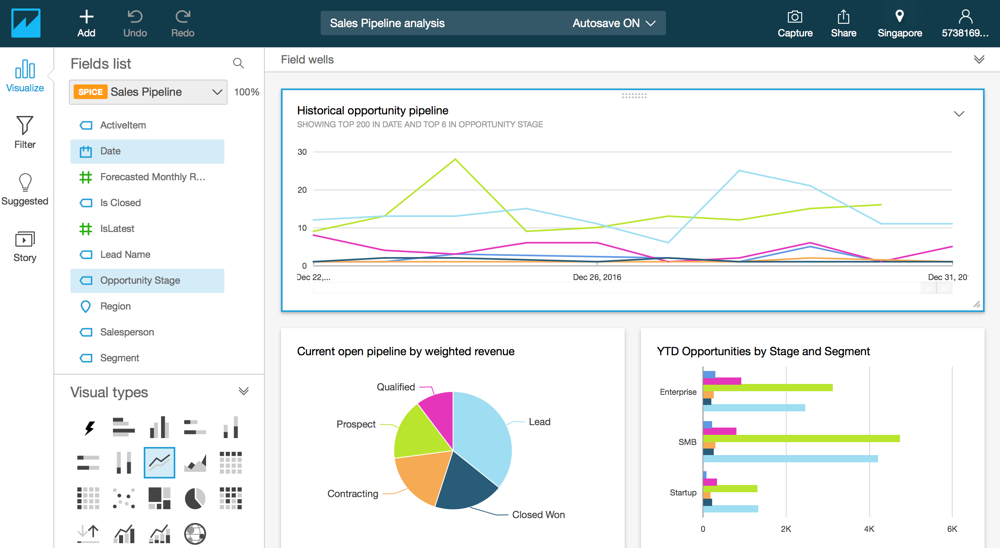 Add
Undo
Redo
Sales Pipeline analysis
Autosave ON
Capture
Share
Singapore
5738169...
Visualize
Filter
Suggested
Story
Fields list
SPICE Sales Pipeline
100%
ActiveItem
Date
Forecasted Monthly R...
Is Closed
IsLatest
Lead Name
Opportunity Stage
Region
Salesperson
Segment
Visual types
Field wells
Historical opportunity pipeline
SHOWING TOP 200 IN DATE AND TOP 6 IN OPPORTUNITY STAGE
30
20
10
0
Dec 22,...
Dec 26, 2016
Dec 31, 20
Current open pipeline by weighted revenue
Qualified
Prospect
Lead
Contracting
Closed Won
YTD Opportunities by Stage and Segment
Enterprise
SMB
Startup
0
2K
4K
6K